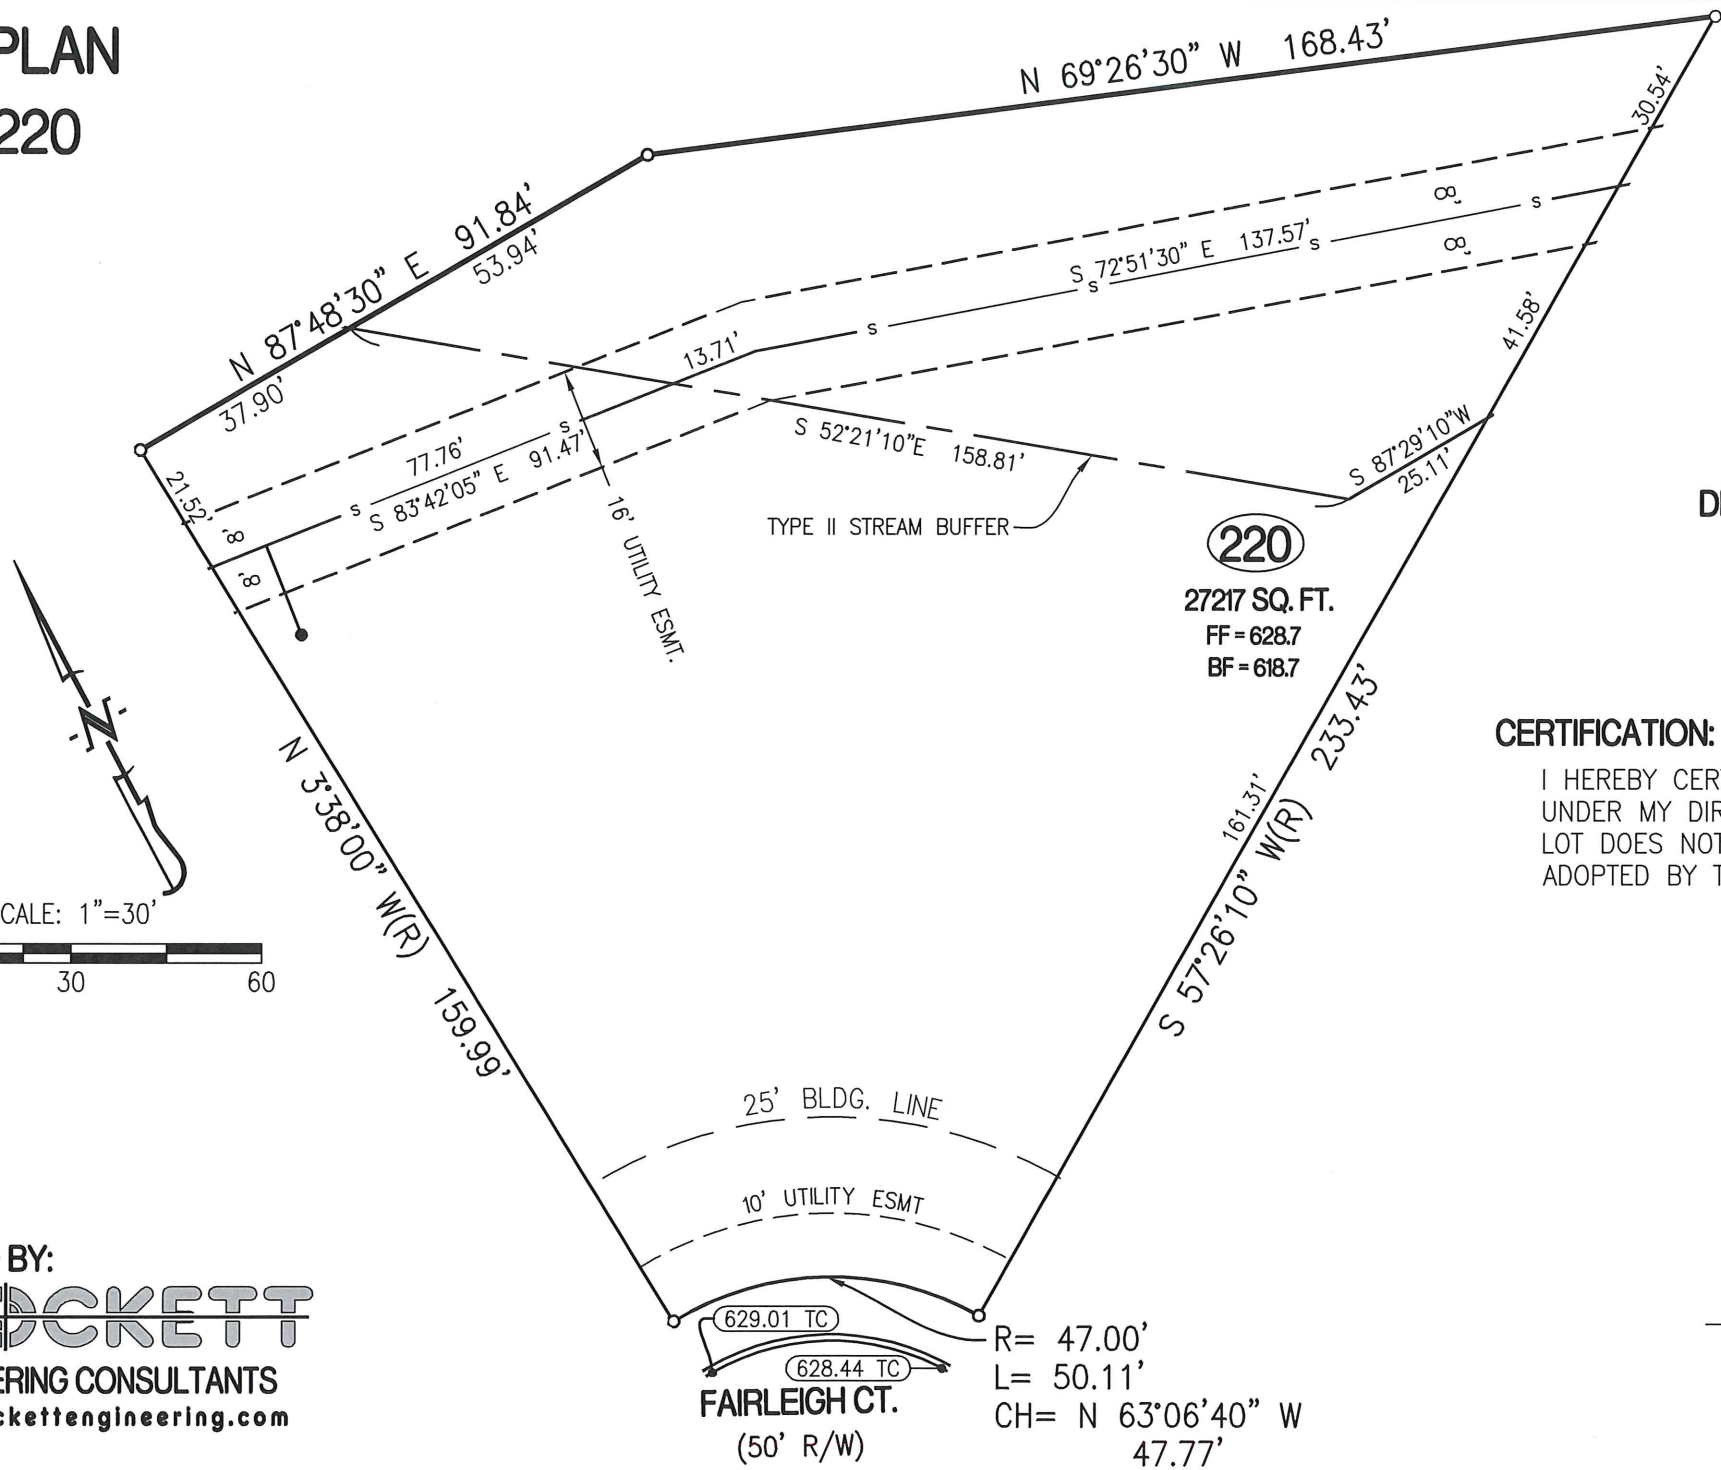 PLAN
220
N 69°26'30" W 168.43'
30.54'
N 87°48'30" E 91.84'
53.94'
37.90'
8'
S 72°51'30" E 137.57'
s
s
s
s
8'
13.71'
41.58'
77.76'
s
S 83°42'05" E 91.47'
s
21.52'
8'
8'
S 52°21'10"E 158.81'
S 87°29'10"W
25.11'
TYPE II STREAM BUFFER
16' UTILITY ESMT.
220
27217 SQ. FT.
FF = 628.7
BF = 618.7
N
N 3°38'00" W(R) 159.99'
161.31'
S 57°26'10" W(R) 233.43'
CERTIFICATION:
I HEREBY CER
UNDER MY DIR
LOT DOES NOT
ADOPTED BY T
CALE: 1"=30'
30 60
25' BLDG. LINE
10' UTILITY ESMT
629.01 TC
628.44 TC
FAIRLEIGH CT.
(50' R/W)
R= 47.00'
L= 50.11'
CH= N 63°06'40" W
47.77'
BY:
OCKETT
ERING CONSULTANTS
ckettengineering.com